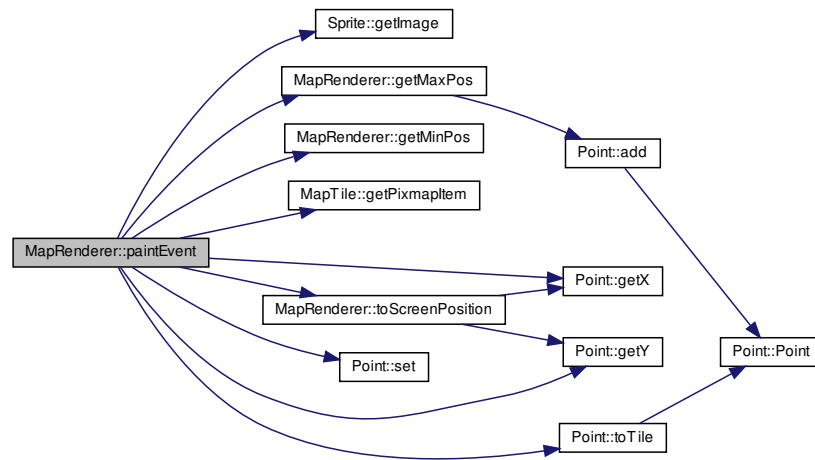 Sprite::getImage
MapRenderer::getMaxPos
MapRenderer::getMinPos
Point::add
MapTile::getPixmapItem
MapRenderer::paintEvent
Point::getX
MapRenderer::toScreenPosition
Point::getY
Point::Point
Point::set
Point::toTile